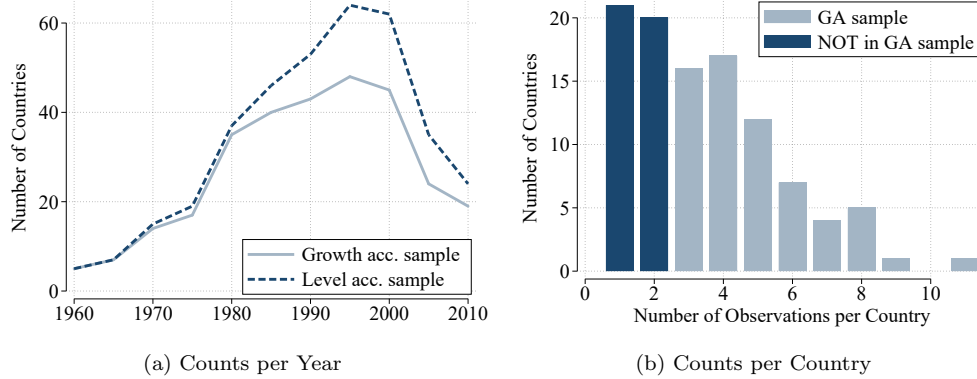 60
40
20
0
Number of Countries
1960 1970 1980 1990 2000 2010
Growth acc. sample
Level acc. sample
(a) Counts per Year
20
15
10
5
0
Number of Countries
GA sample
NOT in GA sample
0 2 4 6 8 10
Number of Observations per Country
(b) Counts per Country